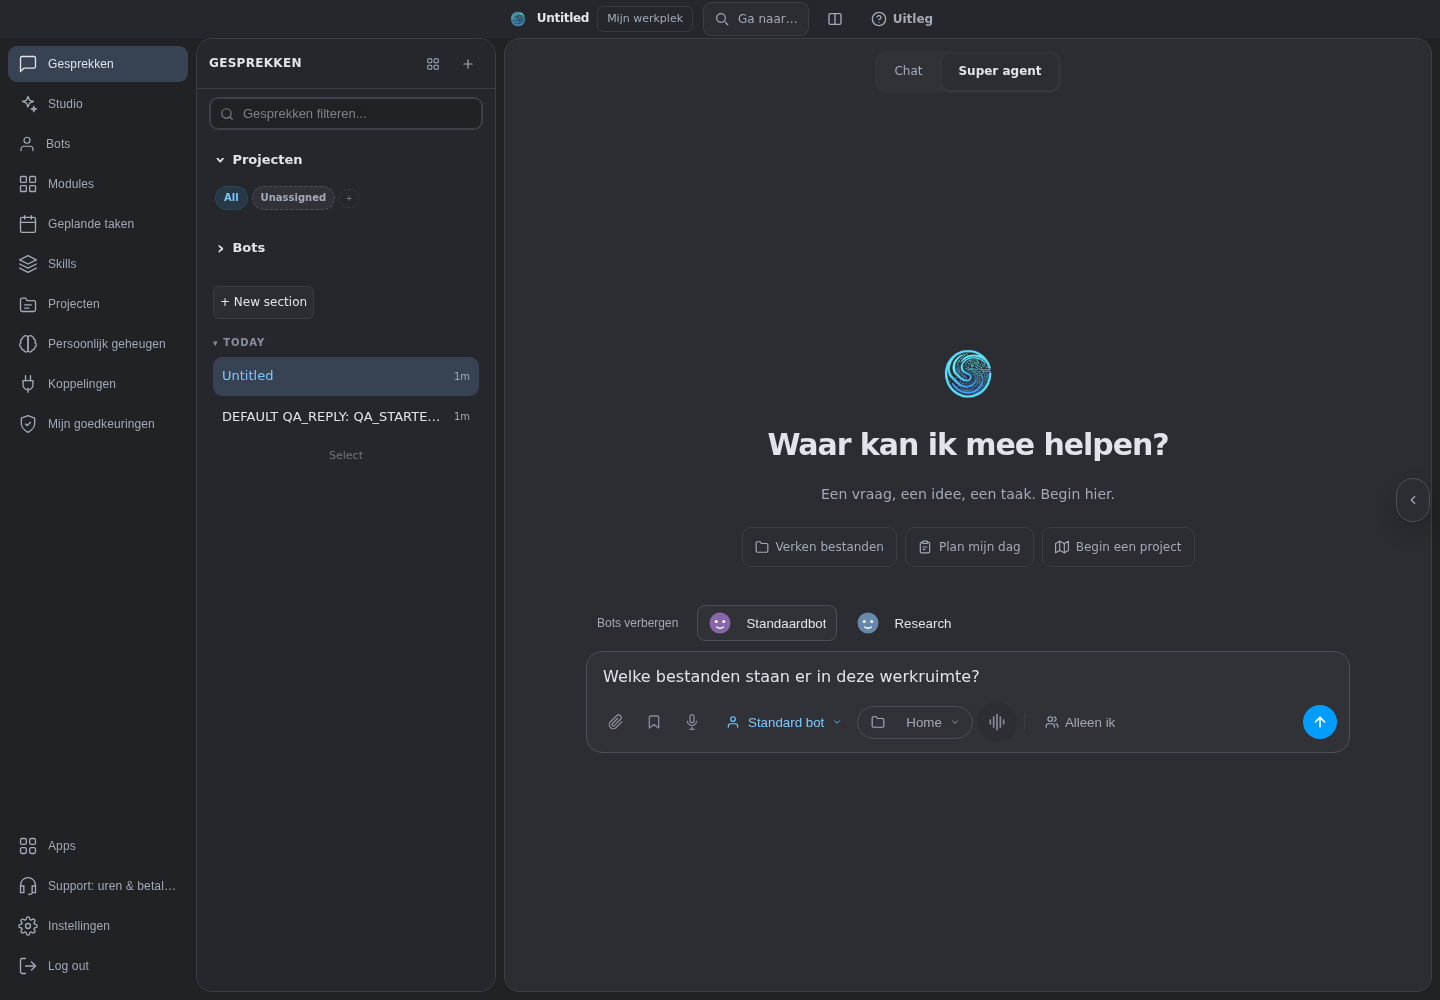 Untitled
Mijn werkplek
Ga naar...
Uitleg
Gesprekken
Studio
Bots
Modules
Geplande taken
Skills
Projecten
Persoonlijk geheugen
Koppelingen
Mijn goedkeuringen
Apps
Support: uren & betal...
Instellingen
Log out
GESPREKKEN
Gesprekken filteren...
Projecten
All
Unassigned
+
Bots
+ New section
TODAY
Untitled
1m
DEFAULT QA_REPLY: QA_STARTE...
1m
Select
Chat
Super agent
Waar kan ik mee helpen?
Een vraag, een idee, een taak. Begin hier.
Verken bestanden
Plan mijn dag
Begin een project
Bots verbergen
Standaardbot
Research
Welke bestanden staan er in deze werkruimte?
Standard bot
Home
Alleen ik